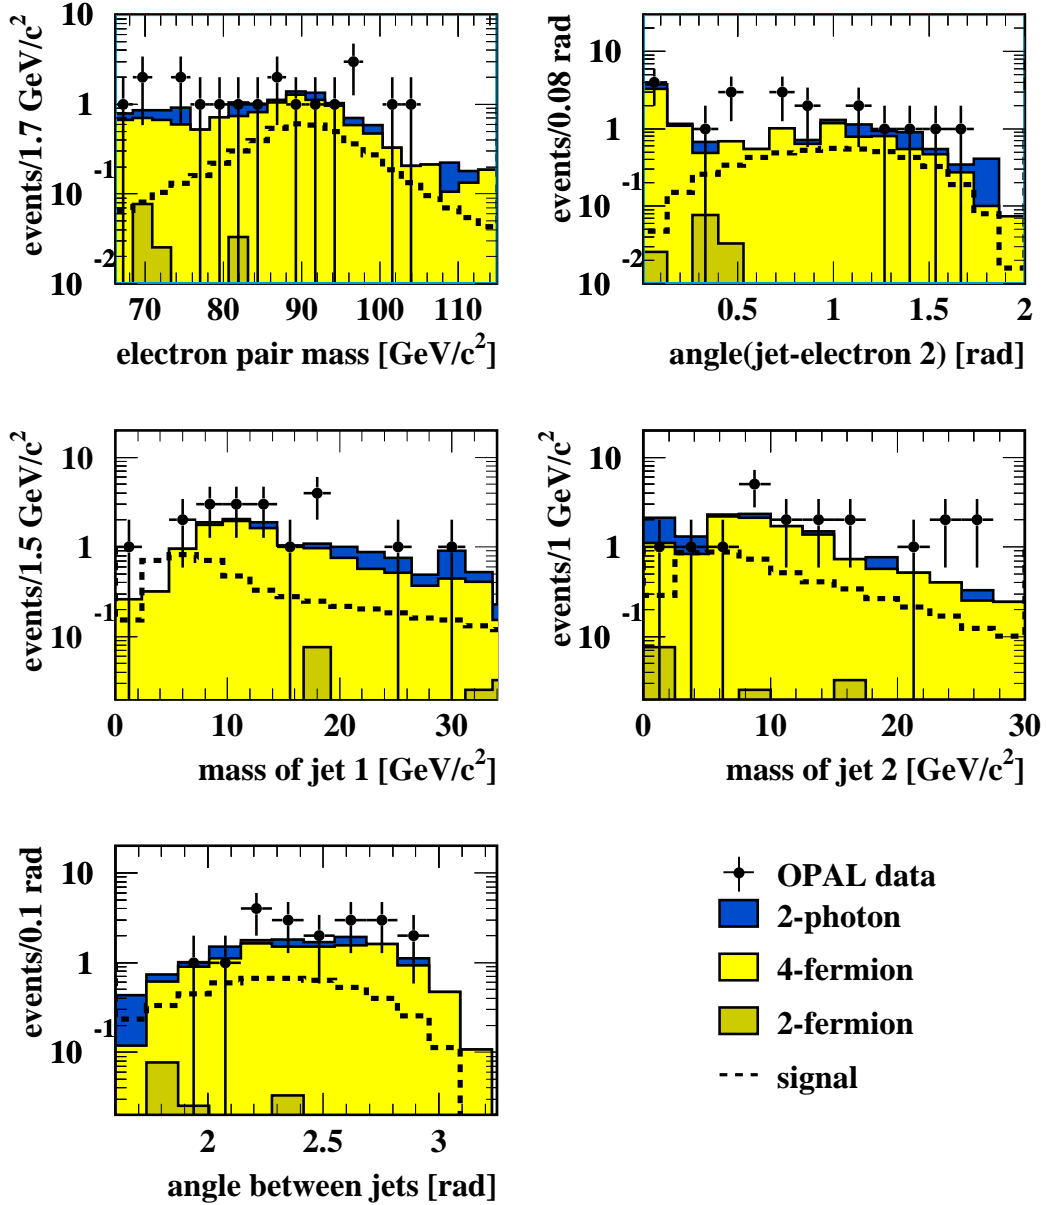 events/1.7 GeV/c²
10
1
10⁻¹
10⁻²
70 80 90 100 110
electron pair mass [GeV/c²]
events/0.08 rad
10
1
10⁻¹
10⁻²
0.5 1 1.5 2
angle(jet-electron 2) [rad]
events/1.5 GeV/c²
10
1
10⁻¹
0 10 20 30
mass of jet 1 [GeV/c²]
events/1 GeV/c²
10
1
10⁻¹
0 10 20 30
mass of jet 2 [GeV/c²]
events/0.1 rad
10
1
10⁻¹
2 2.5 3
angle between jets [rad]
OPAL data
2-photon
4-fermion
2-fermion
signal